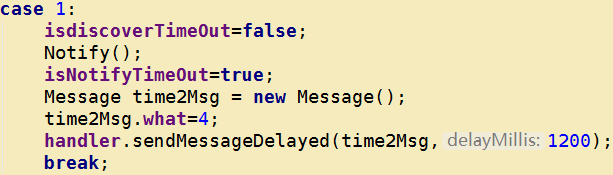 case 1:
isdiscoverTimeOut=false;
Notify();
isNotifyTimeOut=true;
Message time2Msg = new Message();
time2Msg.what=4;
handler.sendMessageDelayed(time2Msg, delayMillis: 1200);
break;